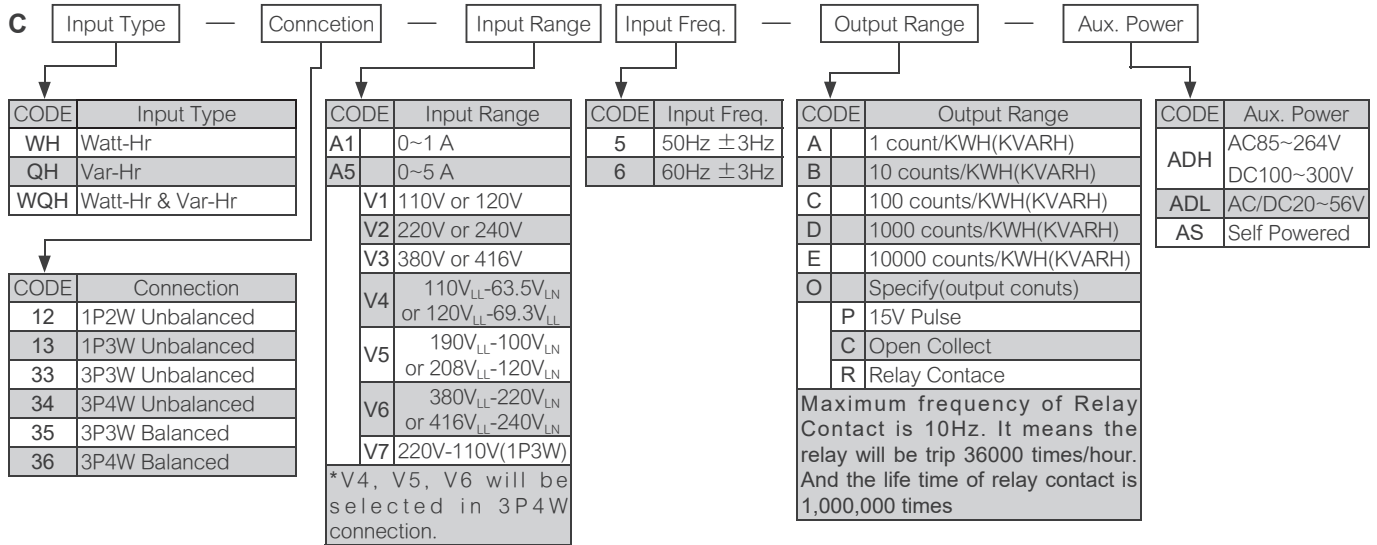 C Input Type — Conncetion — Input Range Input Freq. — Output Range — Aux. Power
CODE Input Type
WH Watt-Hr
QH Var-Hr
WQH Watt-Hr & Var-Hr
CODE Connection
12 1P2W Unbalanced
13 1P3W Unbalanced
33 3P3W Unbalanced
34 3P4W Unbalanced
35 3P3W Balanced
36 3P4W Balanced
CODE Input Range
A1 0~1 A
A5 0~5 A
V1 110V or 120V
V2 220V or 240V
V3 380V or 416V
V4 110VLL-63.5VLN
or 120VLL-69.3VLL
V5 190VLL-100VLN
or 208VLL-120VLN
V6 380VLL-220VLN
or 416VLL-240VLN
V7 220V-110V(1P3W)
*V4, V5, V6 will be
selected in 3P4W
connection.
CODE Input Freq.
5 50Hz ±3Hz
6 60Hz ±3Hz
CODE Output Range
A 1 count/KWH(KVARH)
B 10 counts/KWH(KVARH)
C 100 counts/KWH(KVARH)
D 1000 counts/KWH(KVARH)
E 10000 counts/KWH(KVARH)
O Specify(output conuts)
P 15V Pulse
C Open Collect
R Relay Contace
Maximum frequency of Relay
Contact is 10Hz. It means the
relay will be trip 36000 times/hour.
And the life time of relay contact is
1,000,000 times
CODE Aux. Power
ADH AC85~264V
DC100~300V
ADL AC/DC20~56V
AS Self Powered